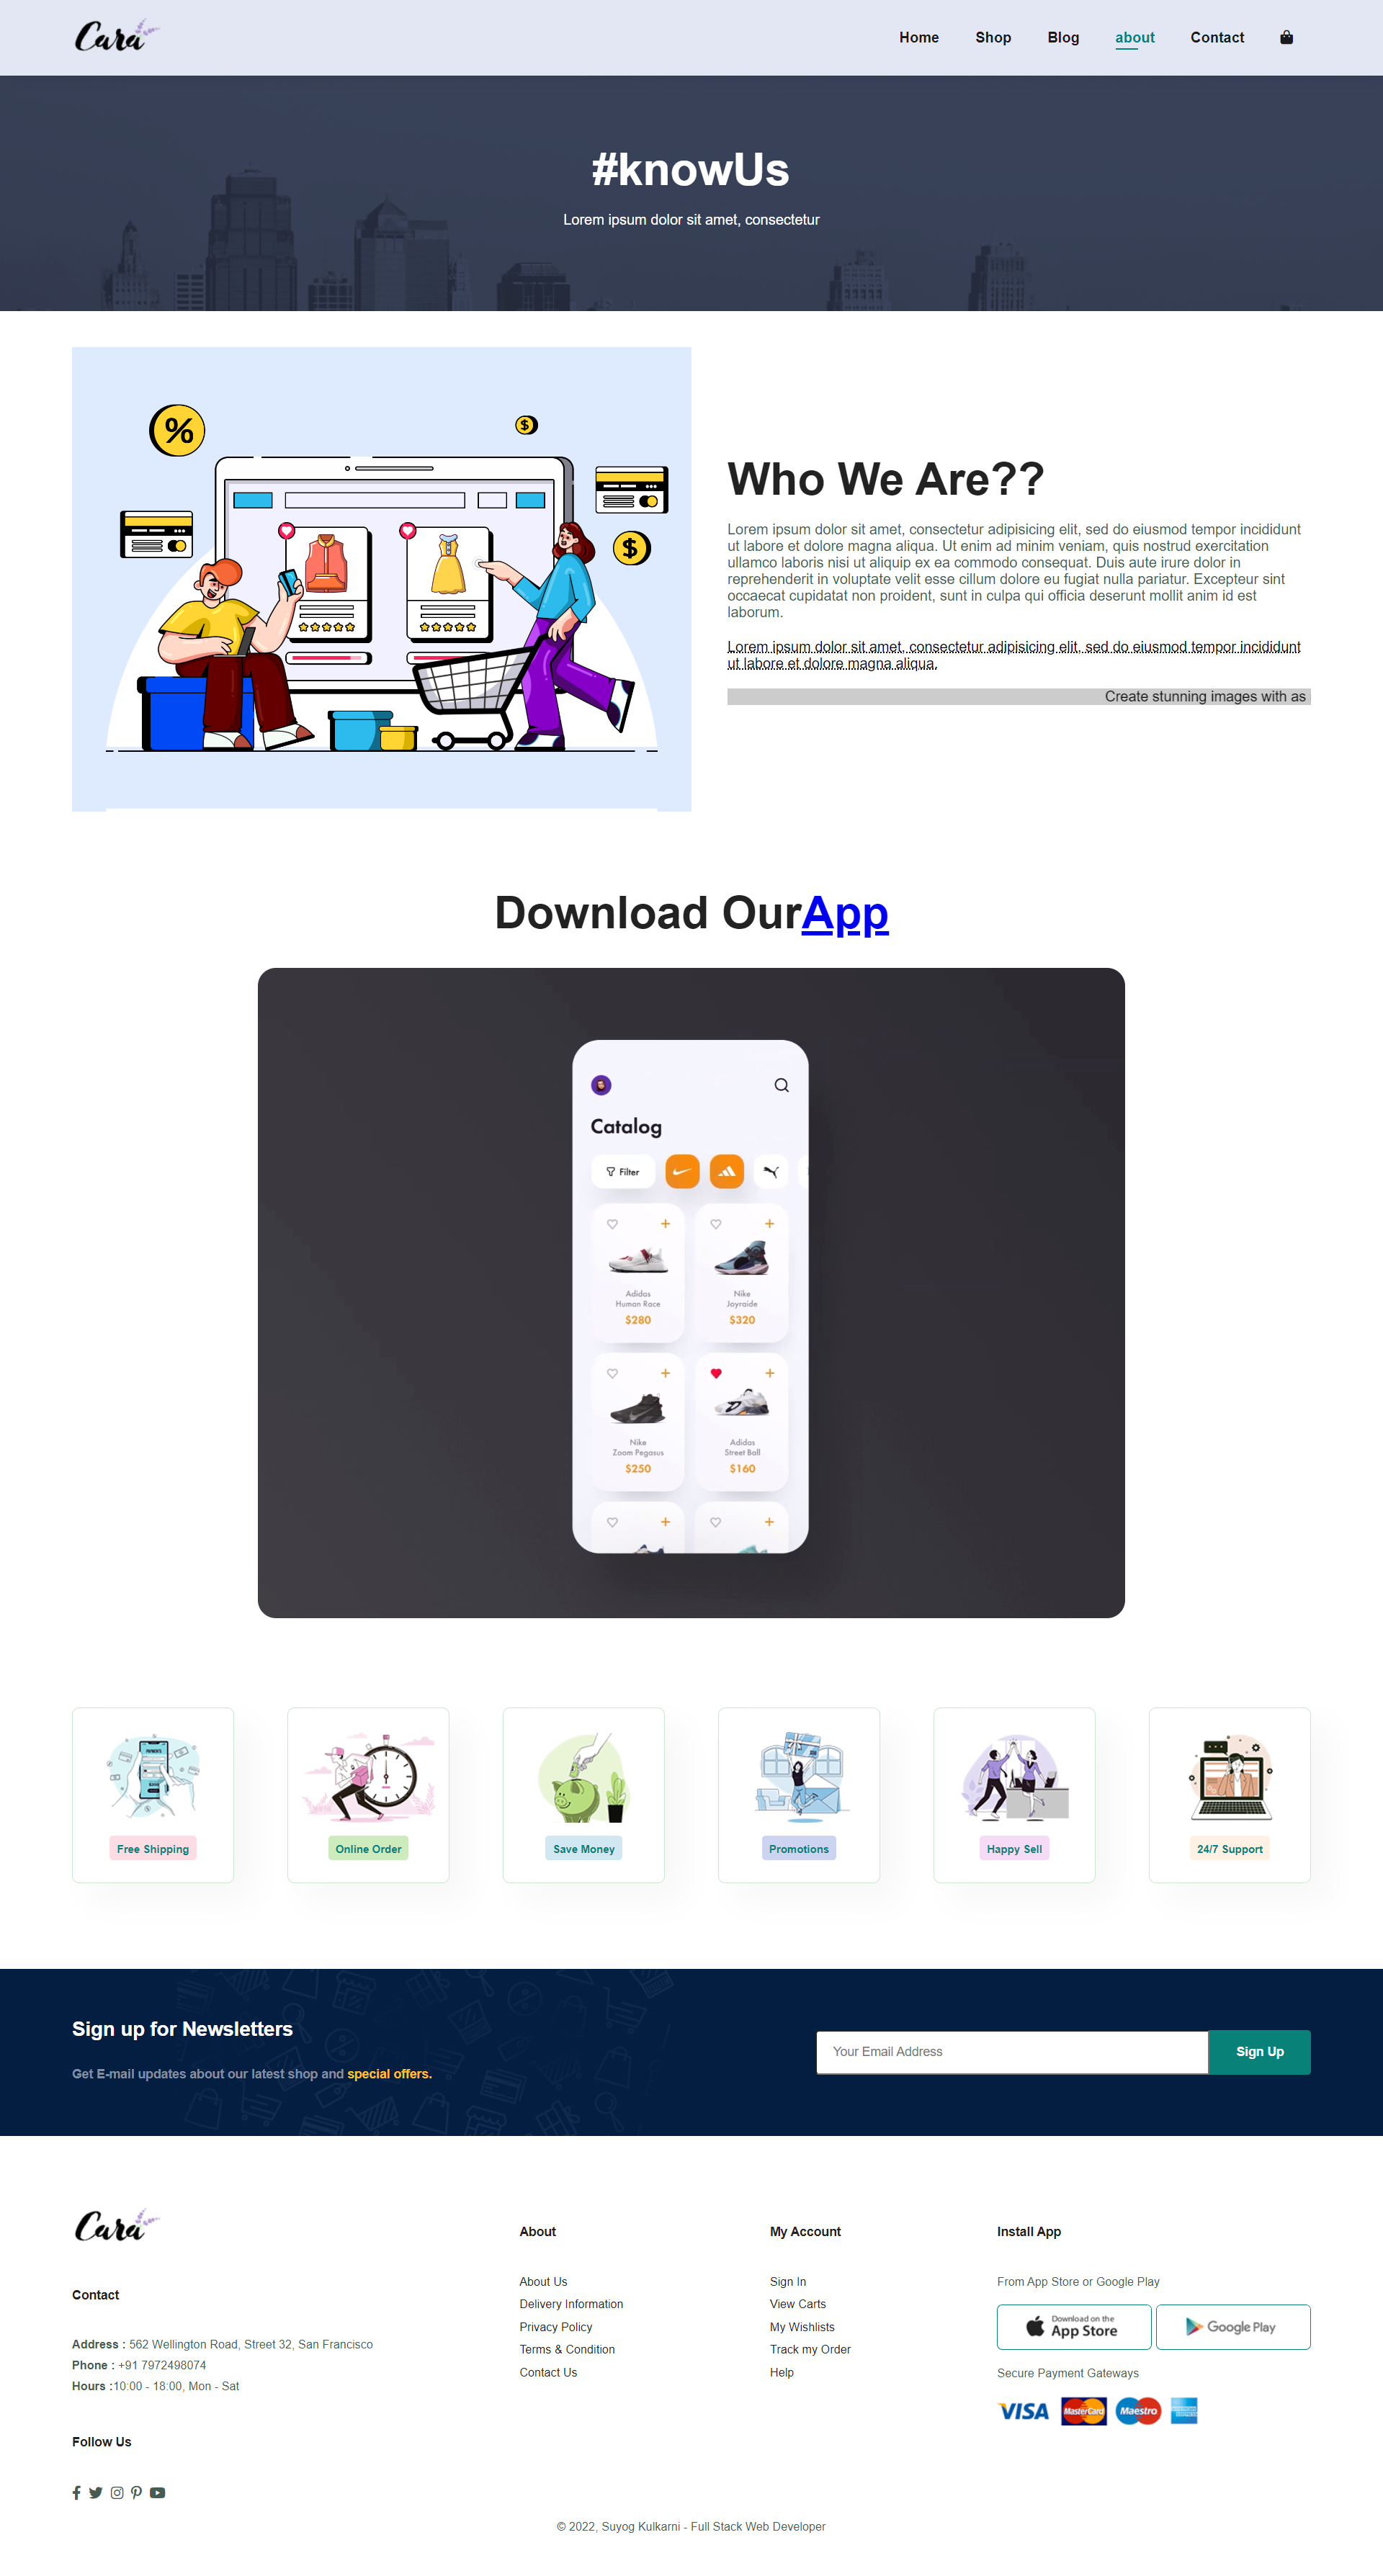 Cara
Home Shop Blog about Contact
#knowUs
Lorem ipsum dolor sit amet, consectetur
%
$
$
Who We Are??
Lorem ipsum dolor sit amet, consectetur adipisicing elit, sed do eiusmod tempor incididunt
ut labore et dolore magna aliqua. Ut enim ad minim veniam, quis nostrud exercitation
ullamco laboris nisi ut aliquip ex ea commodo consequat. Duis aute irure dolor in
reprehenderit in voluptate velit esse cillum dolore eu fugiat nulla pariatur. Excepteur sint
occaecat cupidatat non proident, sunt in culpa qui officia deserunt mollit anim id est
laborum.
Lorem ipsum dolor sit amet, consectetur adipisicing elit, sed do eiusmod tempor incididunt
ut labore et dolore magna aliqua.
Create stunning images with as
Download OurApp
Catalog
Filter
Adidas
Human Race
$280
Nike
Joyraide
$320
Nike
Zoom Pegasus
$250
Adidas
Street Ball
$160
Free Shipping
Online Order
Save Money
Promotions
Happy Sell
24/7 Support
Sign up for Newsletters
Get E-mail updates about our latest shop and special offers.
Your Email Address
Sign Up
Cara
Contact
Address : 562 Wellington Road, Street 32, San Francisco
Phone : +91 7972498074
Hours :10:00 - 18:00, Mon - Sat
Follow Us
About
About Us
Delivery Information
Privacy Policy
Terms & Condition
Contact Us
My Account
Sign In
View Carts
My Wishlists
Track my Order
Help
Install App
From App Store or Google Play
Download on the
App Store
Google Play
Secure Payment Gateways
VISA MasterCard Maestro
© 2022, Suyog Kulkarni - Full Stack Web Developer